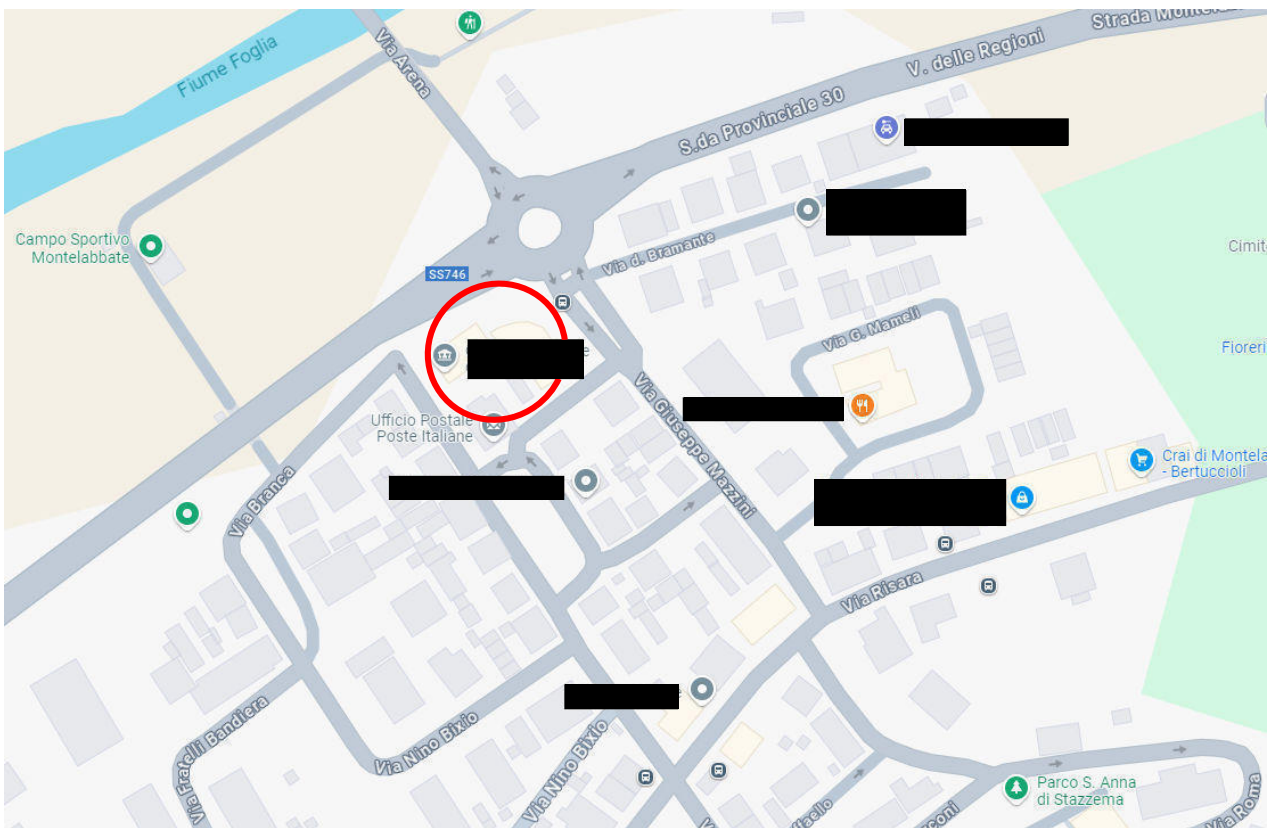 Fiume Foglia
Via Arena
V. delle Regioni
S.da Provinciale 30
Campo Sportivo
Montelabbate
SS746
Via d. Bramante
Via G. Mameli
Ufficio Postale
Poste Italiane
Via Giuseppe Mazzini
Via Branca
Crai di Montela
- Bertuccioli
Via Risara
Via Fratelli Bandiera
Via Nino Bixio
Via Nino Bixio
Parco S. Anna
di Stazzema
Via Roma
Strada
Cimit
Fioreri